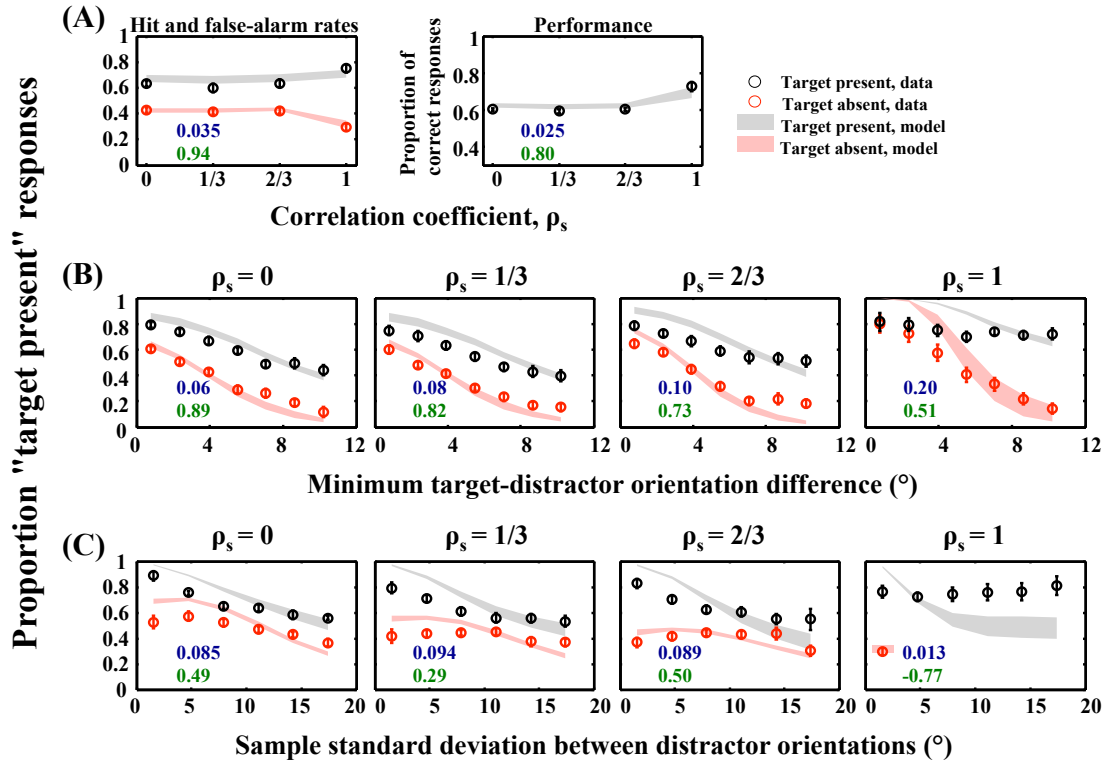 (A)
Hit and false-alarm rates
Performance
1
0.8
0.6
0.4
0.2
0
0.035
0.94
0
1/3
2/3
1
1
0.8
0.6
0.4
0.025
0.80
0
1/3
2/3
1
Proportion of
correct responses
Target present, data
Target absent, data
Target present, model
Target absent, model
Correlation coefficient, ρs
Proportion "target present" responses
(B)
ρs = 0
ρs = 1/3
ρs = 2/3
ρs = 1
1
0.8
0.6
0.4
0.2
0
0.06
0.89
0.08
0.82
0.10
0.73
0.20
0.51
0 4 8 12
0 4 8 12
0 4 8 12
0 4 8 12
Minimum target-distractor orientation difference (°)
(C)
ρs = 0
ρs = 1/3
ρs = 2/3
ρs = 1
1
0.8
0.6
0.4
0.2
0
0.085
0.49
0.094
0.29
0.089
0.50
0.013
-0.77
0 5 10 15 20
0 5 10 15 20
0 5 10 15 20
0 5 10 15 20
Sample standard deviation between distractor orientations (°)